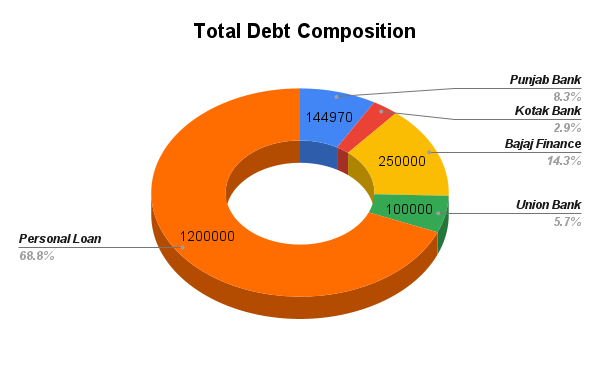 Total Debt Composition
Punjab Bank
8.3%
Kotak Bank
2.9%
Bajaj Finance
14.3%
Union Bank
5.7%
Personal Loan
68.8%
144970
250000
100000
1200000